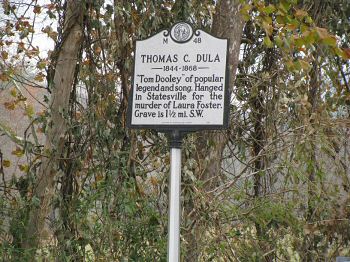 M 48
THOMAS C. DULA
1844-1868
"Tom Dooley" of popular
legend and song. Hanged
in Statesville for the
murder of Laura Foster.
Grave is 1½ mi. S.W.